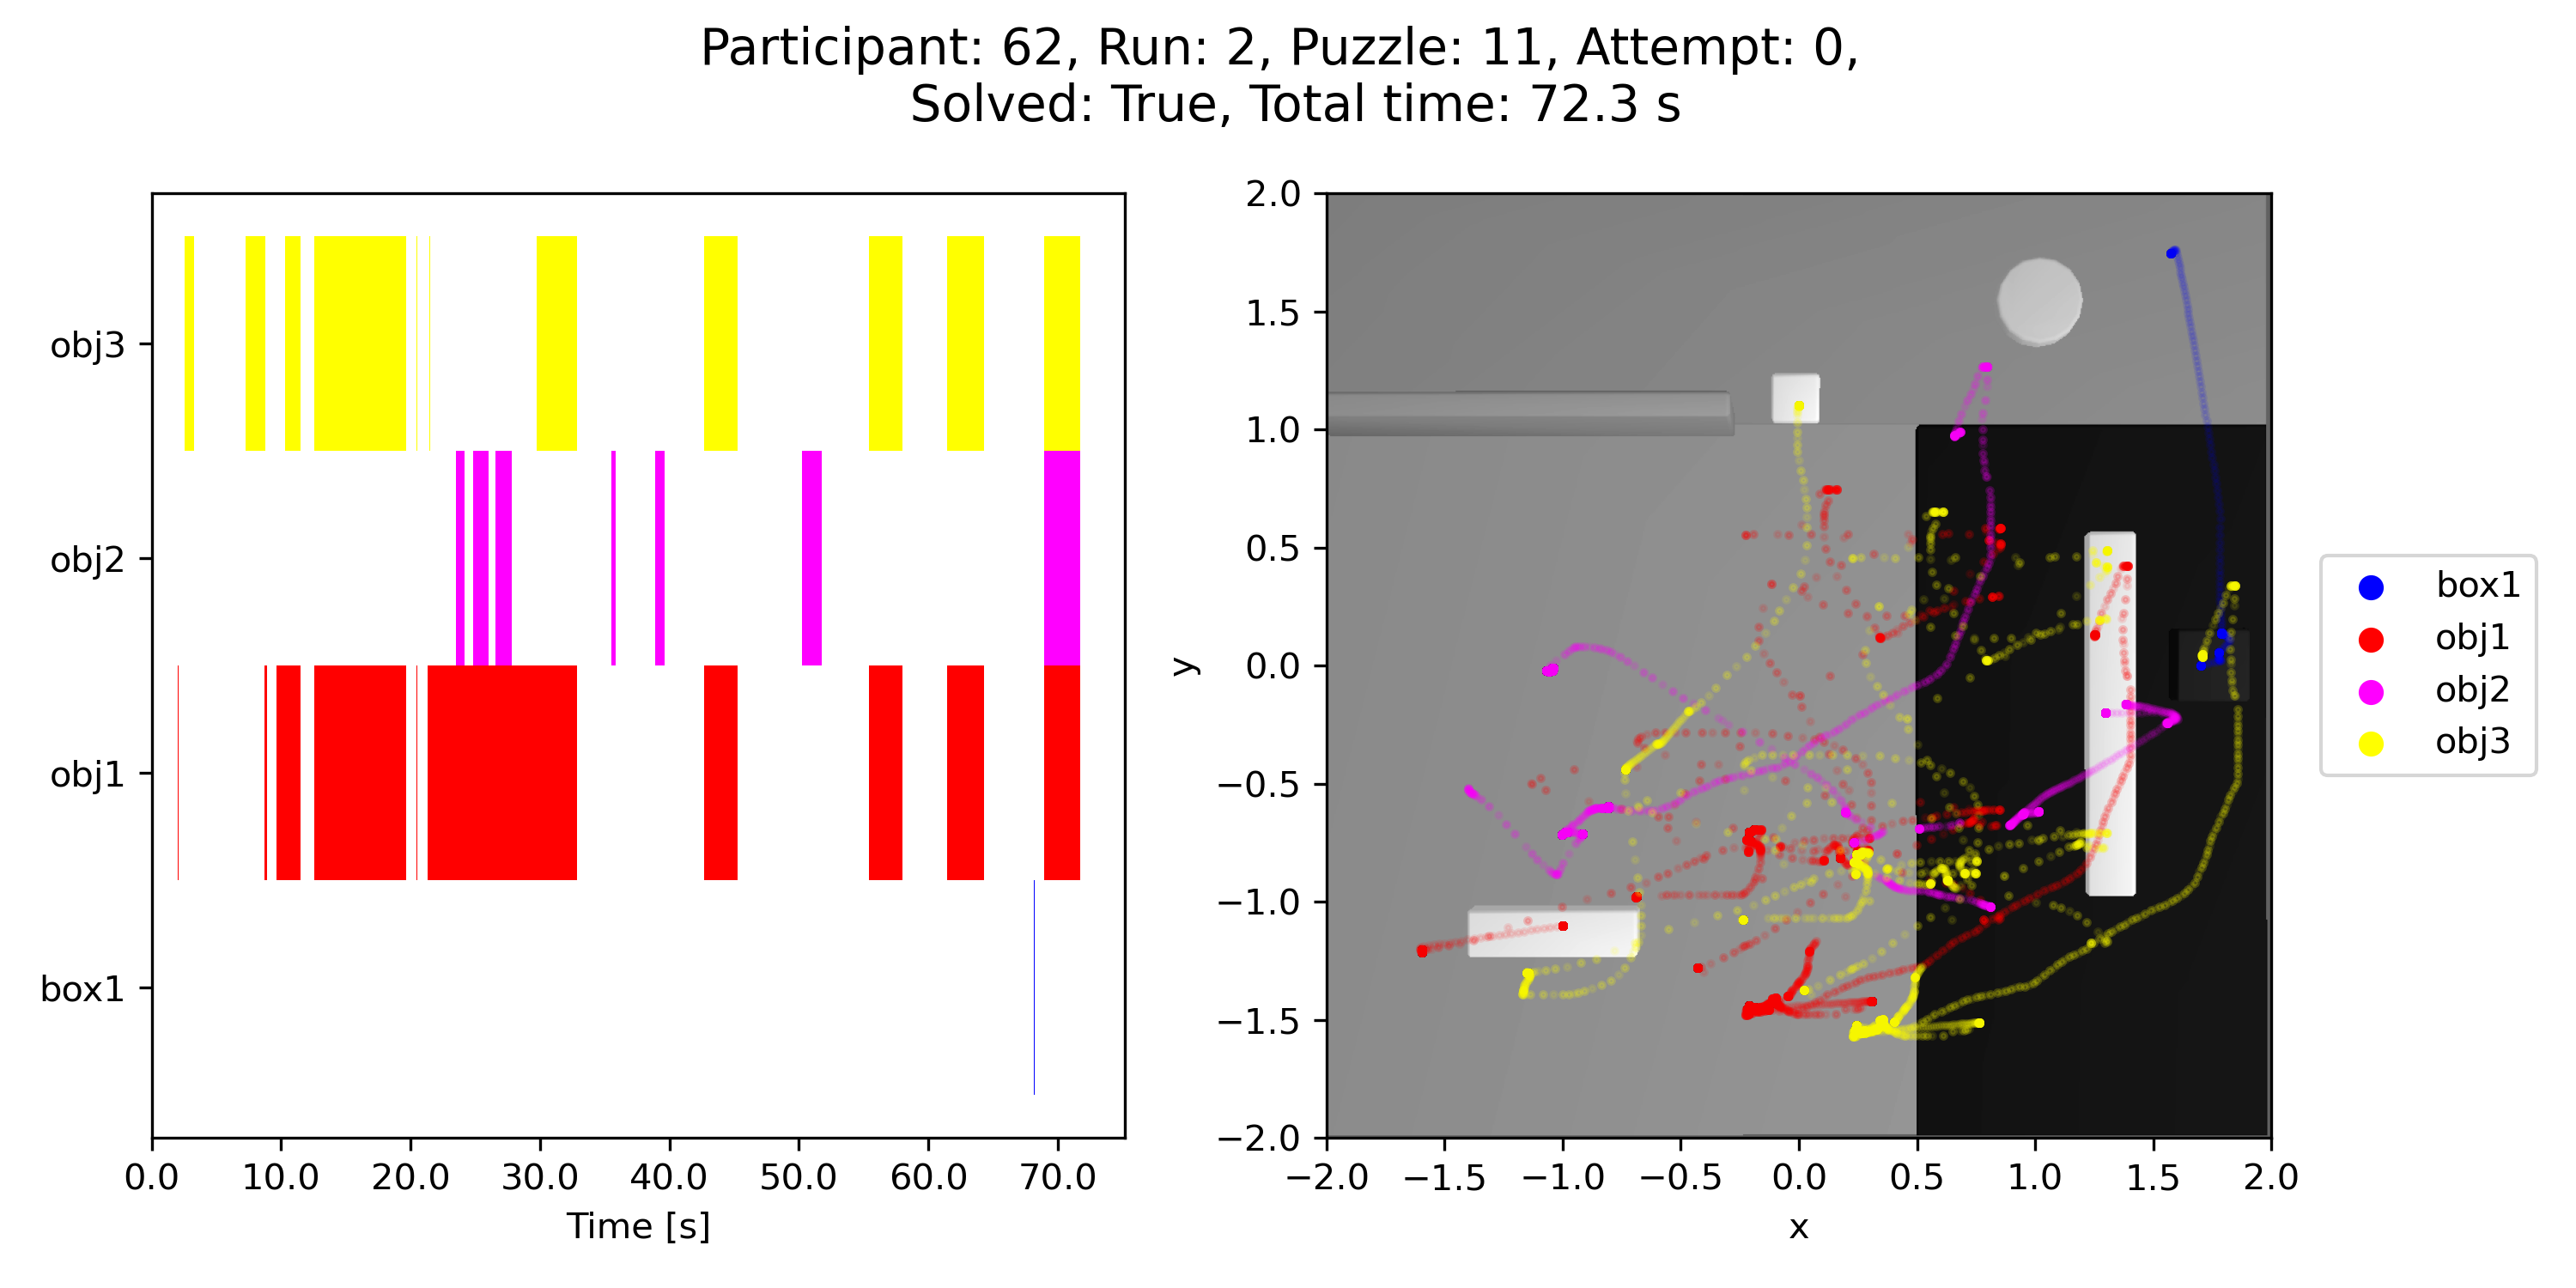 Participant: 62, Run: 2, Puzzle: 11, Attempt: 0,
Solved: True, Total time: 72.3 s
obj3
obj2
obj1
box1
0.0 10.0 20.0 30.0 40.0 50.0 60.0 70.0
Time [s]
2.0
1.5
1.0
0.5
0.0
−0.5
−1.0
−1.5
−2.0
y
−2.0 −1.5 −1.0 −0.5 0.0 0.5 1.0 1.5 2.0
x
box1
obj1
obj2
obj3